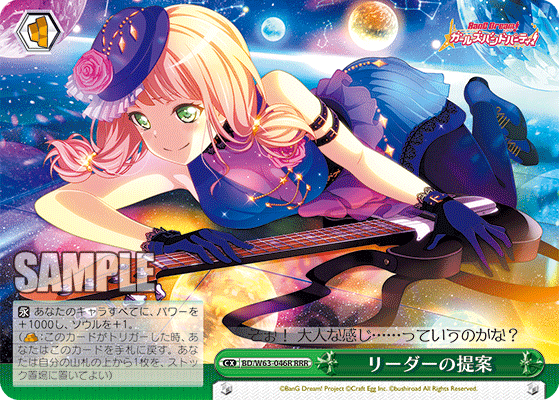 BanG Dream!
ガールズバンドパーティ!
SAMPLE
永 あなたのキャラすべてに、パワーを
+1000し、ソウルを+1。
(:このカードがトリガーした時、あ
なたはこのカードを手札に戻す。あな
たは自分の山札の上から1枚を、ストッ
ク置場に置いてよい)
大人な感じ……っていうのかな?
CX BD/W63-046R RRR
リーダーの提案
©BanG Dream! Project ©Craft Egg Inc. ©bushiroad All Rights Reserved.